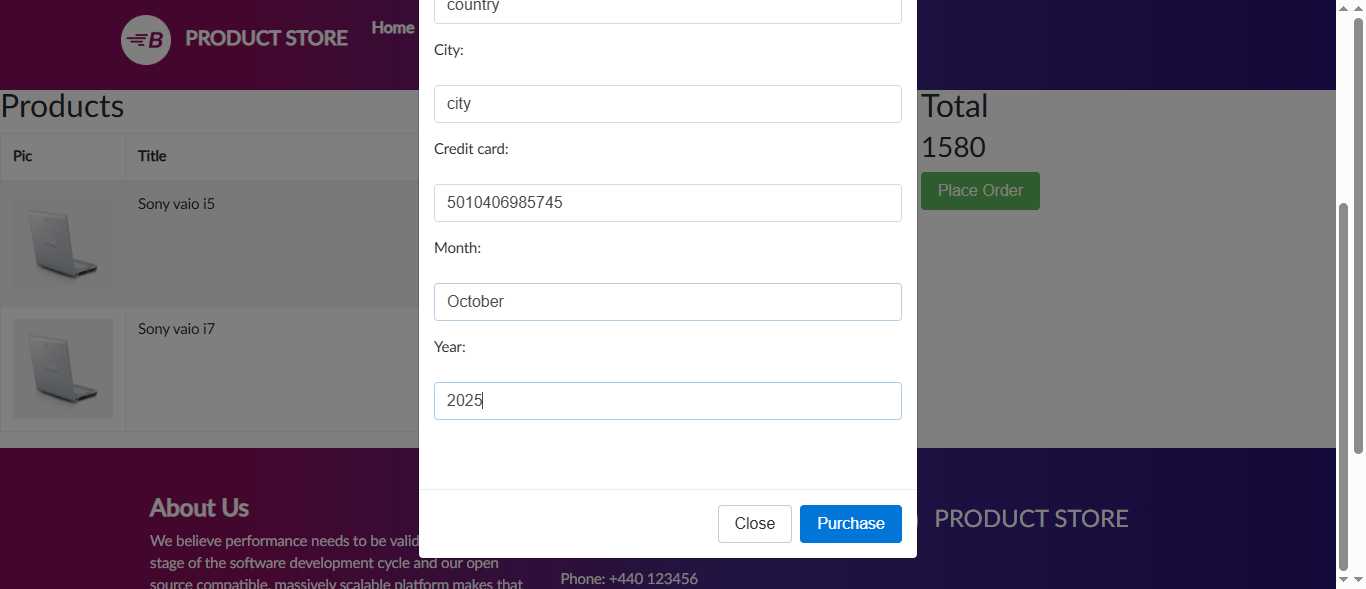 B PRODUCT STORE
Home
Products
Pic
Title
Sony vaio i5
Sony vaio i7
country
City:
city
Credit card:
5010406985745
Month:
October
Year:
2025
Close
Purchase
Total
1580
Place Order
About Us
We believe performance needs to be valid
stage of the software development cycle and our open
source compatible, massively scalable platform makes that
Phone: +440 123456
PRODUCT STORE